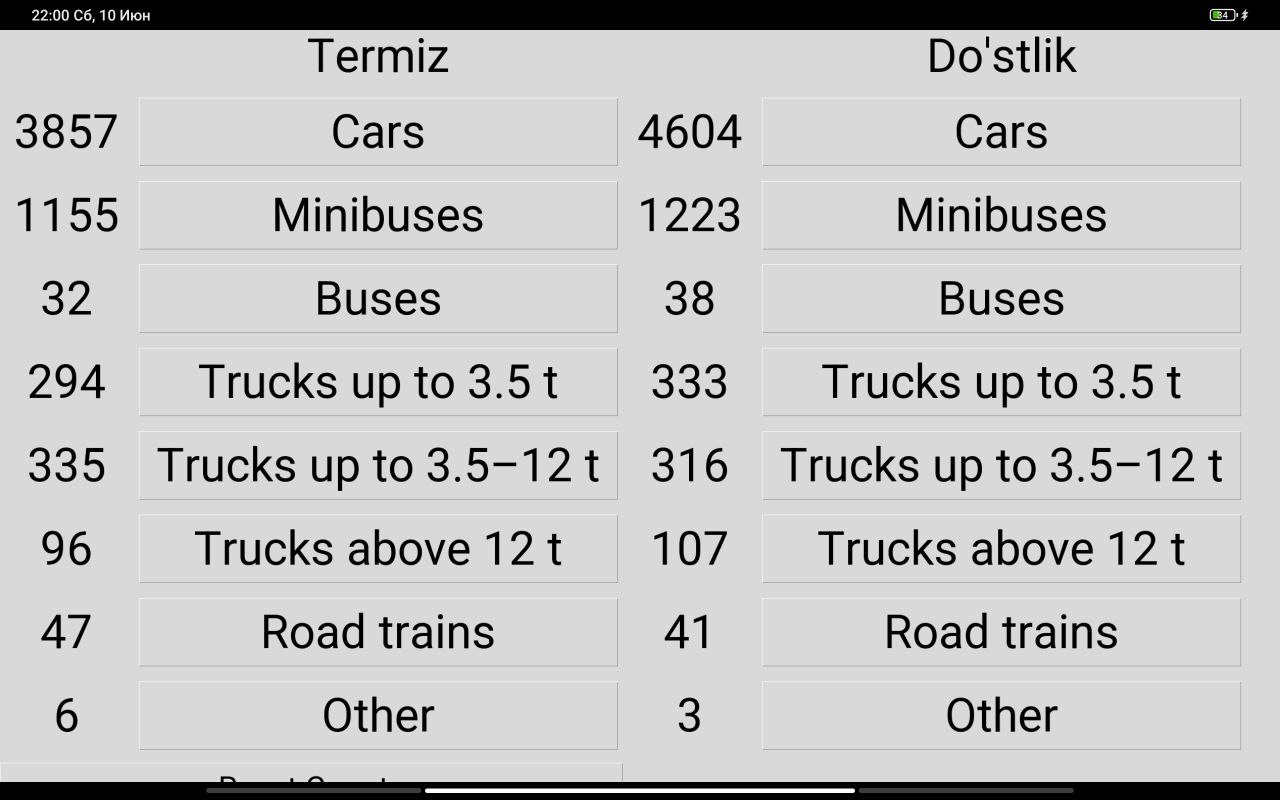 22:00 Сб, 10 Июн
84
Termiz Do'stlik
3857 Cars 4604 Cars
1155 Minibuses 1223 Minibuses
32 Buses 38 Buses
294 Trucks up to 3.5 t 333 Trucks up to 3.5 t
335 Trucks up to 3.5–12 t 316 Trucks up to 3.5–12 t
96 Trucks above 12 t 107 Trucks above 12 t
47 Road trains 41 Road trains
6 Other 3 Other